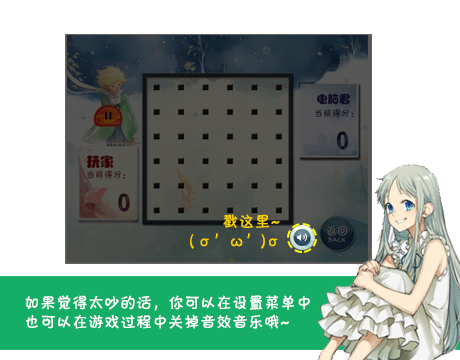 电脑君
当前得分:
0
玩家
当前得分:
0
戳这里~
(σ'ω')σ
GO
BACK
如果觉得太吵的话，你可以在设置菜单中
也可以在游戏过程中关掉音效音乐哦~